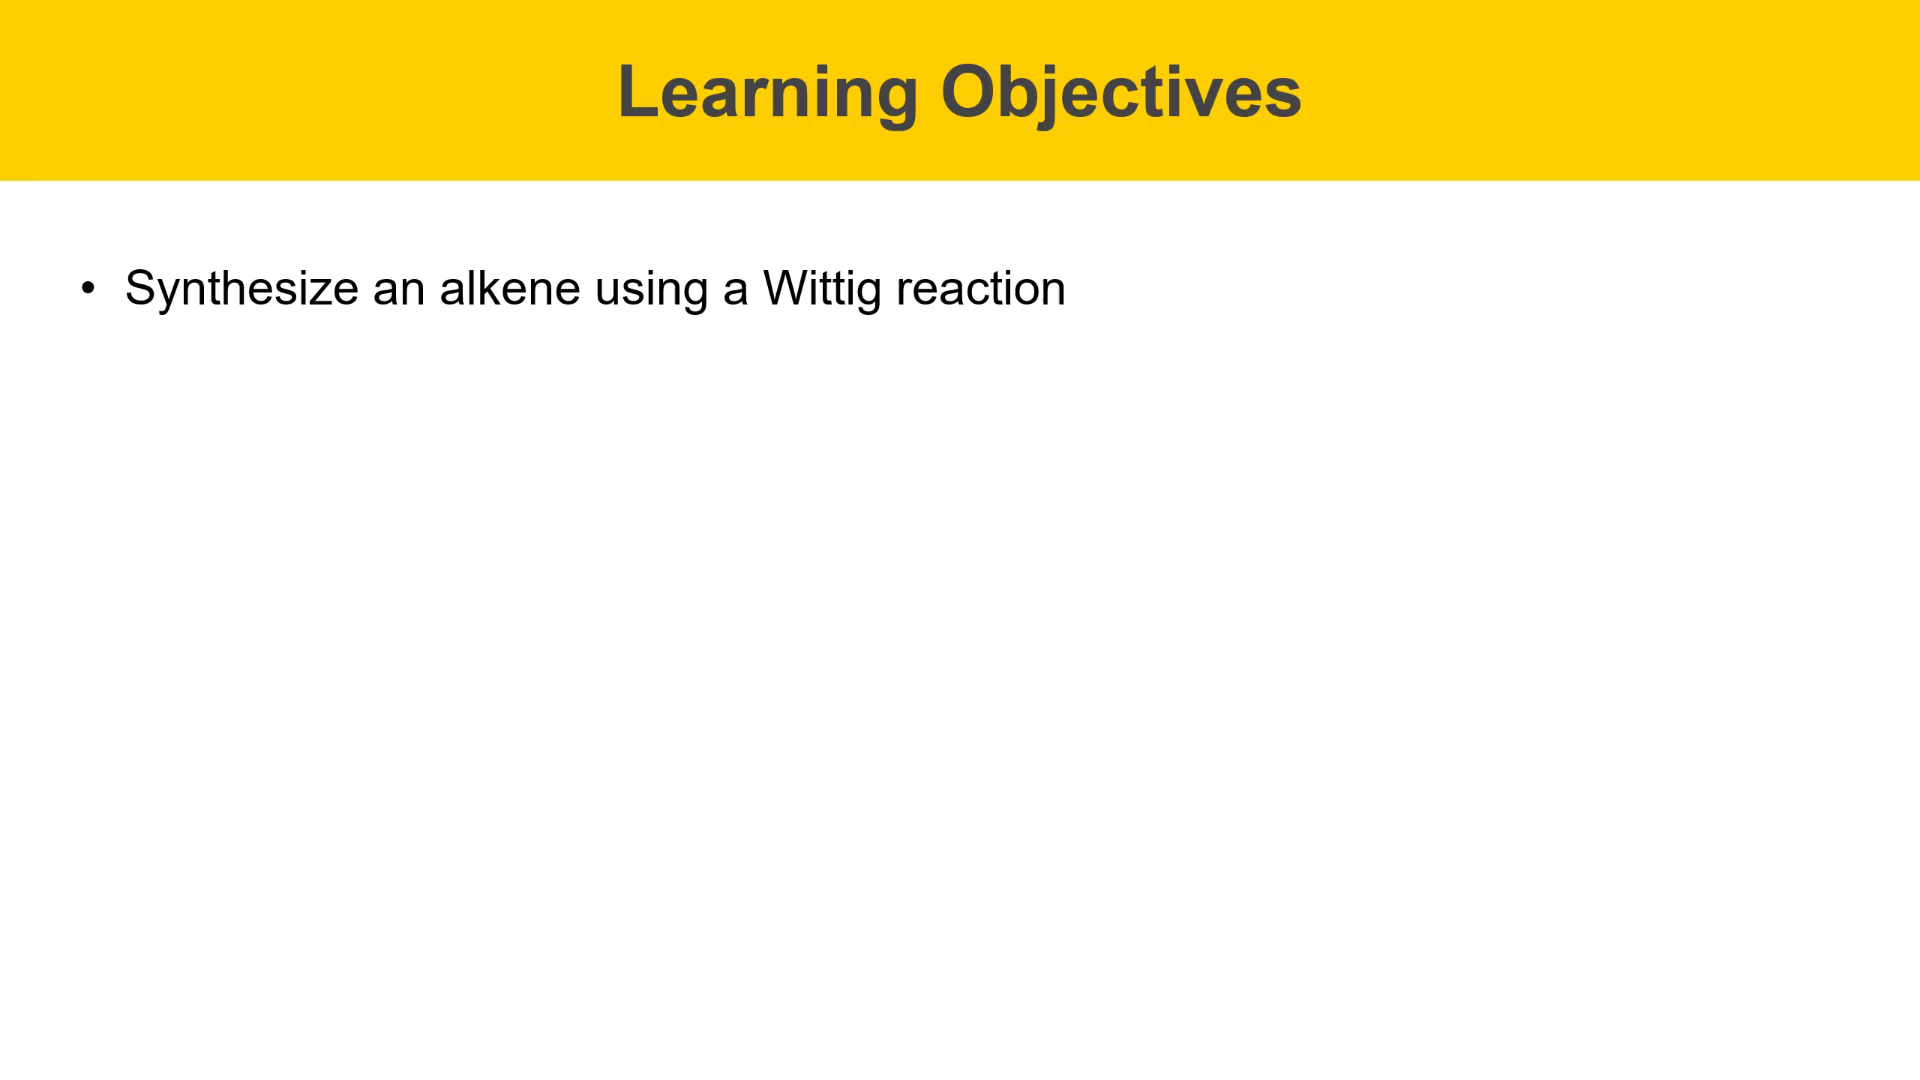 Learning Objectives
• Synthesize an alkene using a Wittig reaction